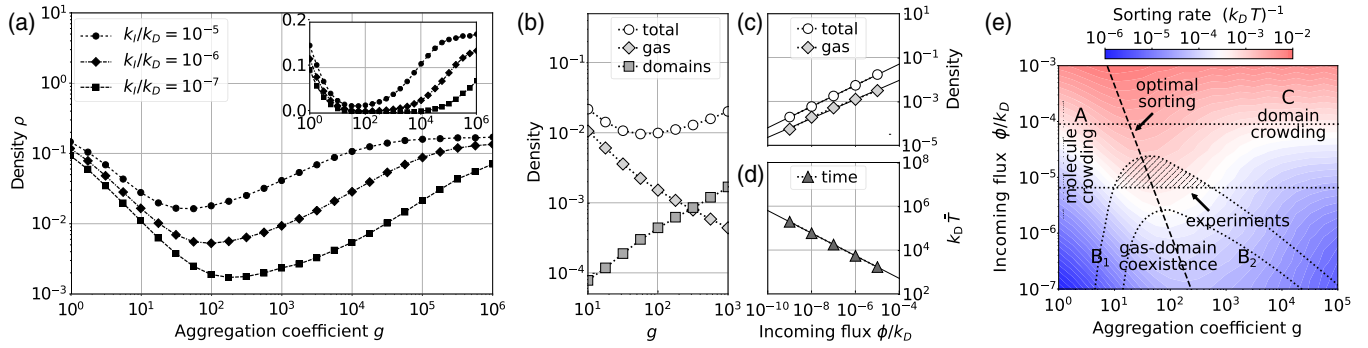 (a)
k_I/k_D = 10^{-5}
k_I/k_D = 10^{-6}
k_I/k_D = 10^{-7}
Density ρ
10^1
10^0
10^{-1}
10^{-2}
10^{-3}
10^0 10^1 10^2 10^3 10^4 10^5 10^6
Aggregation coefficient g
0.2
0.1
0.0
10^0 10^2 10^4 10^6
(b)
total
gas
domains
Density
10^{-1}
10^{-2}
10^{-3}
10^{-4}
10^1 10^2 10^3
g
(c)
total
gas
10^1
10^{-1}
10^{-3}
10^{-5}
Density
(d)
time
10^8
10^6
10^4
10^2
k_D T̄
10^{-10} 10^{-8} 10^{-6} 10^{-4}
Incoming flux ϕ/k_D
(e)
Sorting rate (k_D T)^{-1}
10^{-6} 10^{-5} 10^{-4} 10^{-3} 10^{-2}
Incoming flux ϕ/k_D
10^{-3}
10^{-4}
10^{-5}
10^{-6}
10^{-7}
optimal
sorting
A
molecule
crowding
C
domain
crowding
experiments
B_1
gas-domain
coexistence
B_2
10^0 10^1 10^2 10^3 10^4 10^5
Aggregation coefficient g